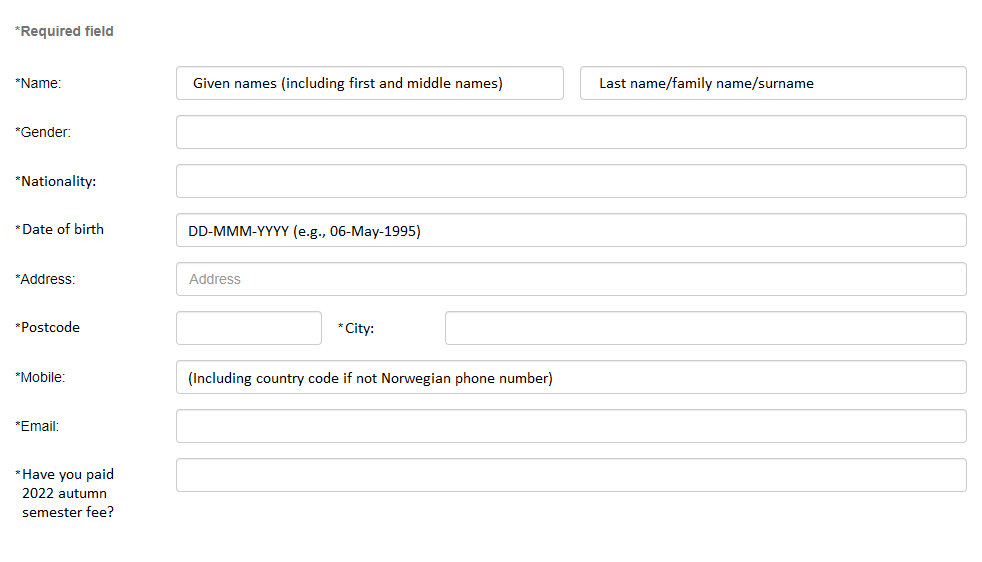 *Required field
*Name: Given names (including first and middle names) Last name/family name/surname
*Gender:
*Nationality:
*Date of birth DD-MMM-YYYY (e.g., 06-May-1995)
*Address: Address
*Postcode *City:
*Mobile: (Including country code if not Norwegian phone number)
*Email:
*Have you paid
2022 autumn
semester fee?